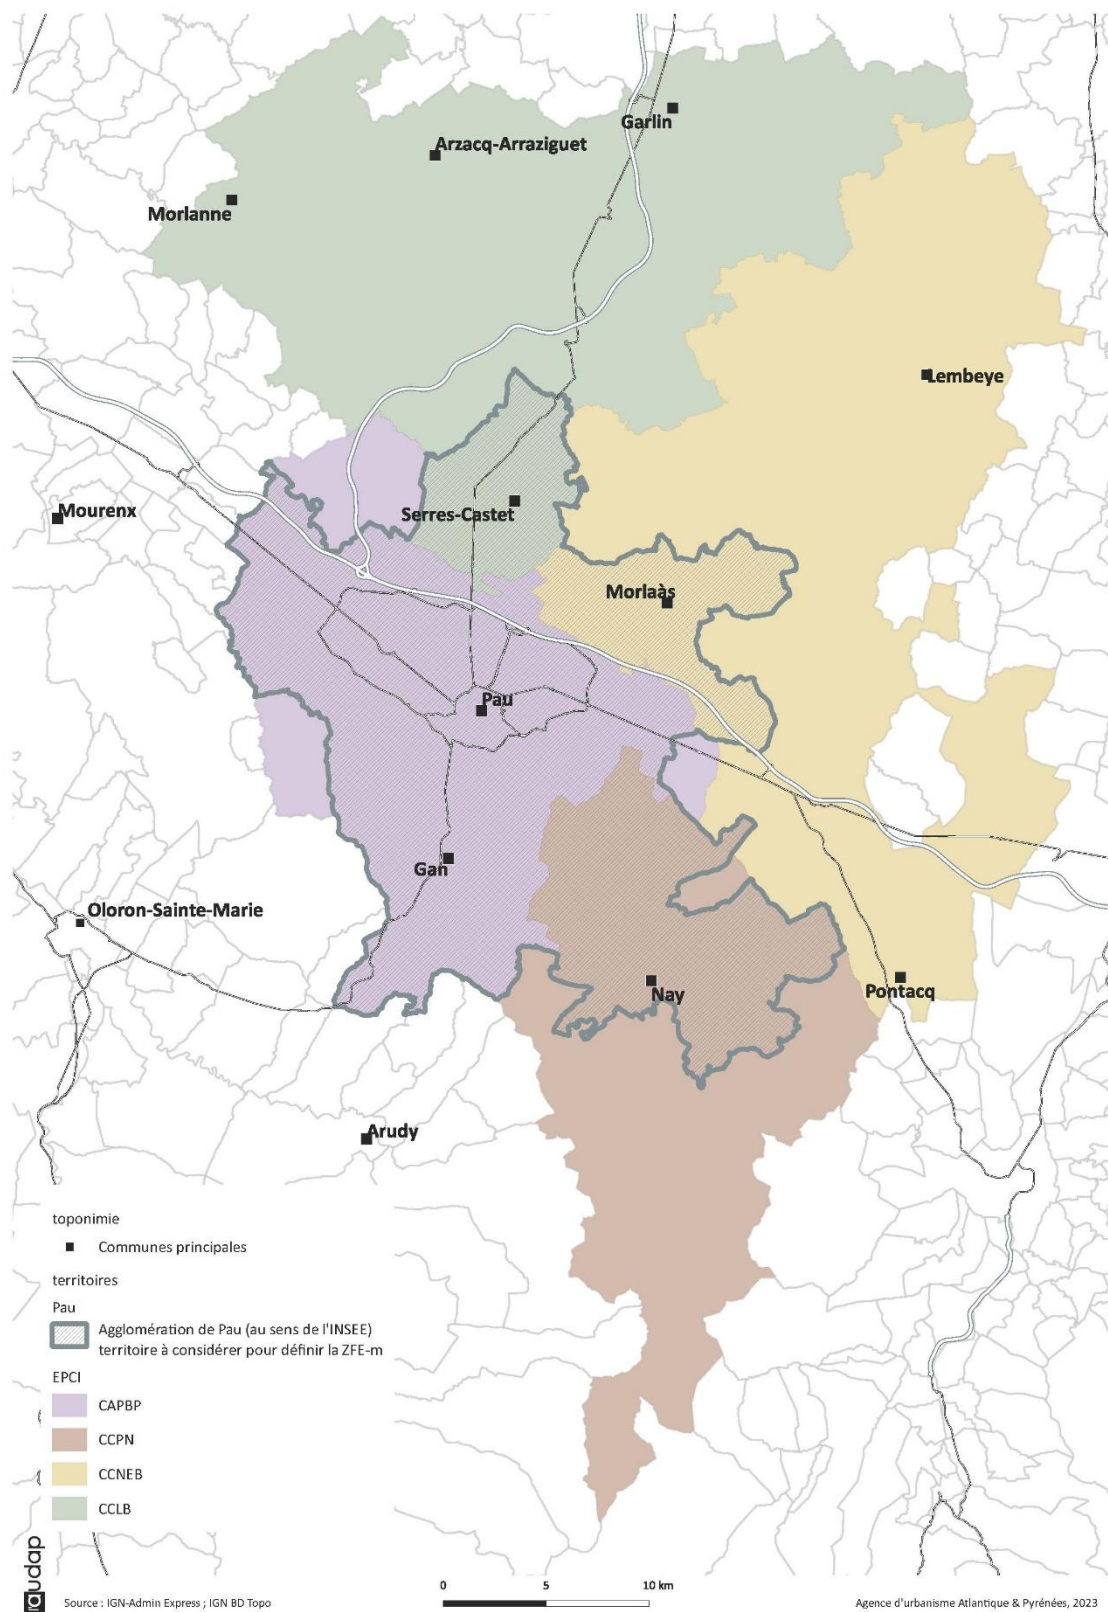 Garlin
Arzacq-Arraziguet
Morlanne
Lembeye
Serres-Castet
Mourenx
Morlaàs
Pau
Gan
Oloron-Sainte-Marie
Nay
Pontacq
Arudy
toponimie
Communes principales
territoires
Pau
Agglomération de Pau (au sens de l'INSEE)
territoire à considérer pour définir la ZFE-m
EPCI
CAPBP
CCPN
CCNEB
CCLB
audap
0 5 10 km
Source : IGN-Admin Express ; IGN BD Topo
Agence d'urbanisme Atlantique & Pyrénées, 2023